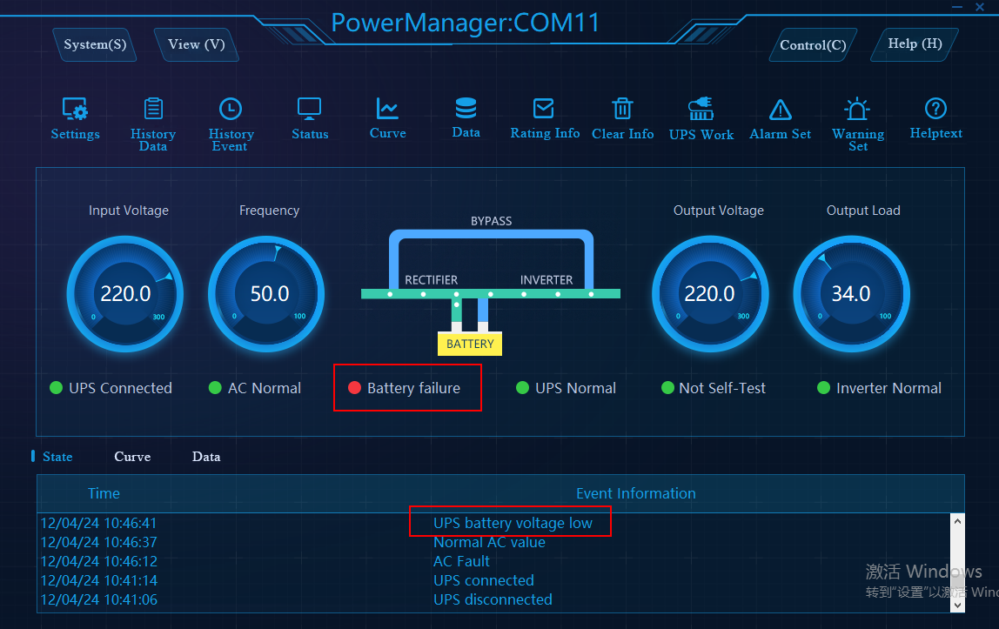 PowerManager:COM11
System(S)
View (V)
Control(C)
Help (H)
Settings
History Data
History Event
Status
Curve
Data
Rating Info
Clear Info
UPS Work
Alarm Set
Warning Set
Helptext
Input Voltage
Frequency
Output Voltage
Output Load
BYPASS
RECTIFIER
INVERTER
BATTERY
220.0
0
300
50.0
0
100
220.0
0
300
34.0
0
100
UPS Connected
AC Normal
Battery failure
UPS Normal
Not Self-Test
Inverter Normal
State
Curve
Data
Time
Event Information
12/04/24 10:46:41 UPS battery voltage low
12/04/24 10:46:37 Normal AC value
12/04/24 10:46:12 AC Fault
12/04/24 10:41:14 UPS connected
12/04/24 10:41:06 UPS disconnected
激活 Windows
转到“设置”以激活 Wind